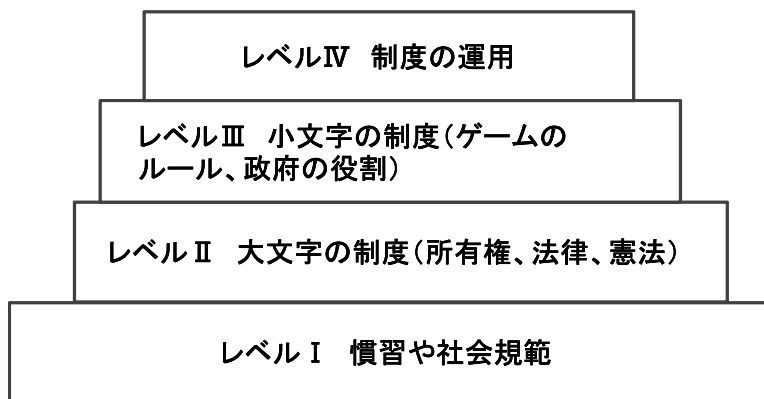 レベルⅣ 制度の運用
レベルⅢ 小文字の制度(ゲームの
ルール、政府の役割)
レベルⅡ 大文字の制度(所有権、法律、憲法)
レベルⅠ 慣習や社会規範